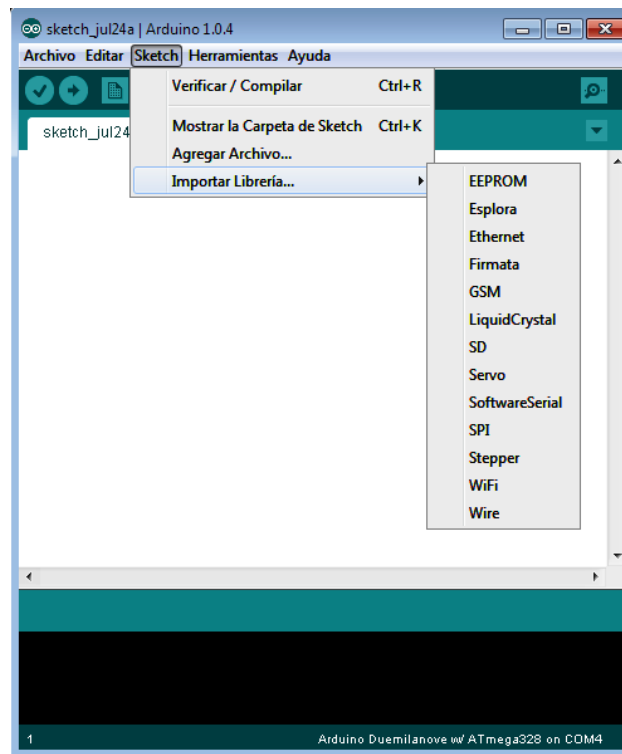 sketch_jul24a | Arduino 1.0.4
Archivo Editar Sketch Herramientas Ayuda
Verificar / Compilar Ctrl+R
sketch_jul24
Mostrar la Carpeta de Sketch Ctrl+K
Agregar Archivo...
Importar Librería...
EEPROM
Esplora
Ethernet
Firmata
GSM
LiquidCrystal
SD
Servo
SoftwareSerial
SPI
Stepper
WiFi
Wire
1
Arduino Duemilanove w/ ATmega328 on COM4